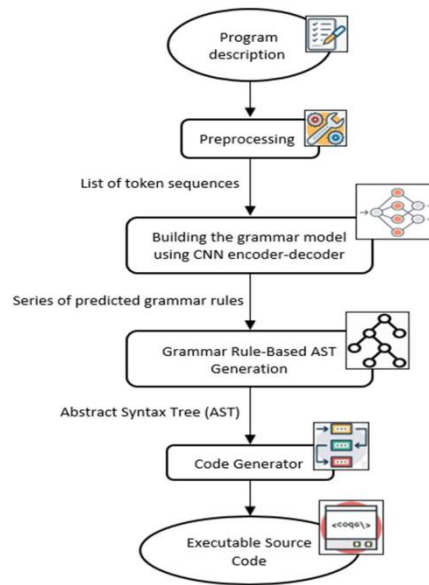 Program
description
Preprocessing
List of token sequences
Building the grammar model
using CNN encoder-decoder
Series of predicted grammar rules
Grammar Rule-Based AST
Generation
Abstract Syntax Tree (AST)
Code Generator
Executable Source
Code